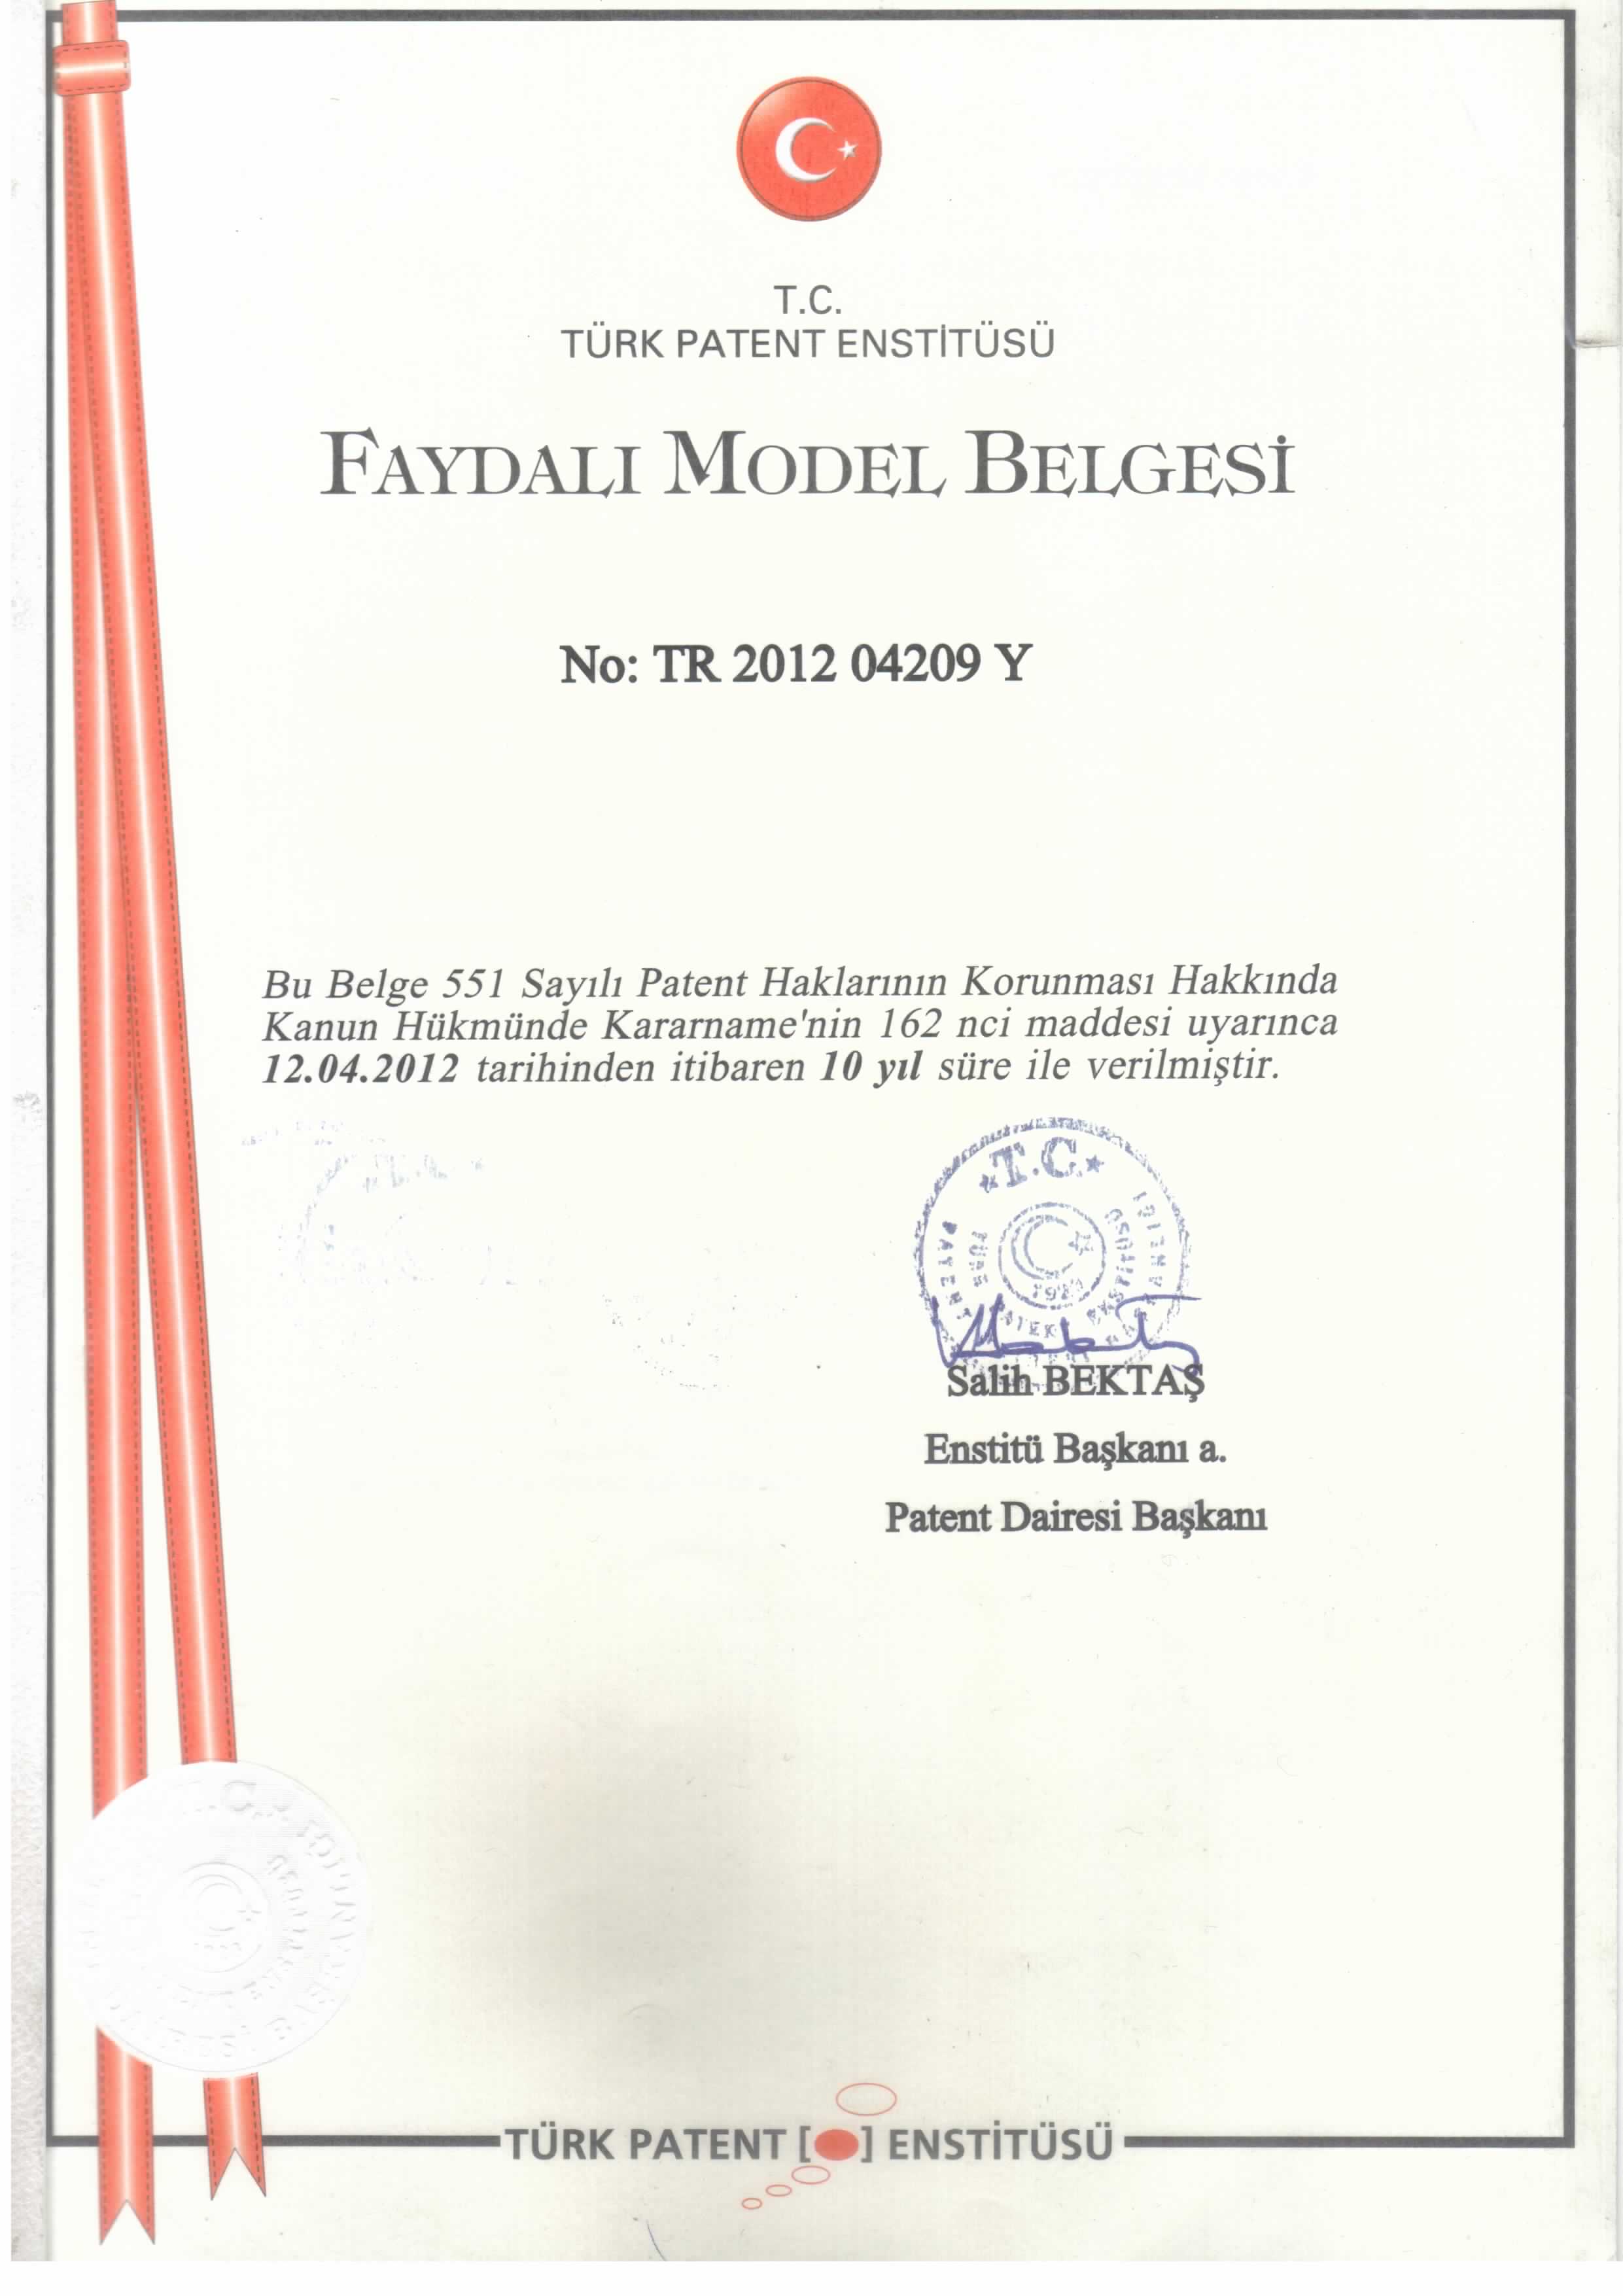 T.C.
TÜRK PATENT ENSTİTÜSÜ
FAYDALI MODEL BELGESİ
No: TR 2012 04209 Y
Bu Belge 551 Sayılı Patent Haklarının Korunması Hakkında
Kanun Hükmünde Kararname'nin 162 nci maddesi uyarınca
12.04.2012 tarihinden itibaren 10 yıl süre ile verilmiştir.
T.C.
Salih BEKTAŞ
Enstitü Başkanı a.
Patent Dairesi Başkanı
TÜRK PATENT [ ] ENSTİTÜSÜ